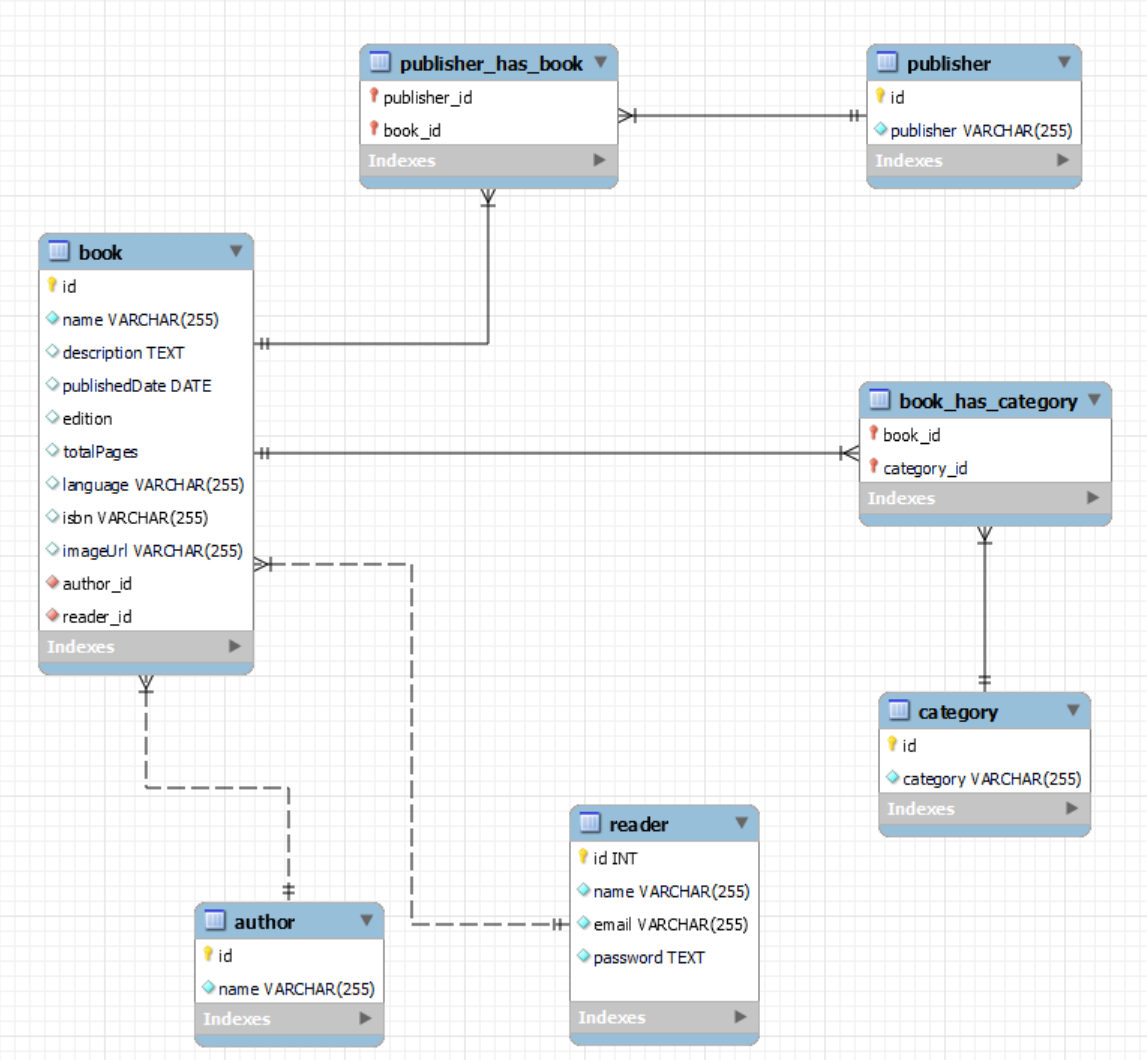 publisher_has_book
publisher_id
book_id
Indexes
publisher
id
publisher VARCHAR(255)
Indexes
book
id
name VARCHAR(255)
description TEXT
publishedDate DATE
edition
totalPages
language VARCHAR(255)
isbn VARCHAR(255)
imageUrl VARCHAR(255)
author_id
reader_id
Indexes
book_has_category
book_id
category_id
Indexes
category
id
category VARCHAR(255)
Indexes
reader
id INT
name VARCHAR(255)
email VARCHAR(255)
password TEXT
Indexes
author
id
name VARCHAR(255)
Indexes